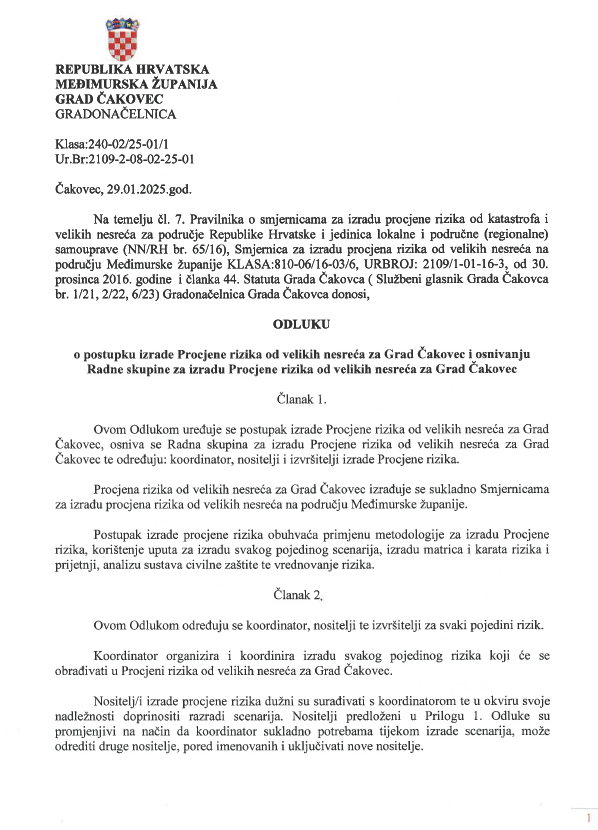 REPUBLIKA HRVATSKA
MEĐIMURSKA ŽUPANIJA
GRAD ČAKOVEC
GRADONAČELNICA
Klasa:240-02/25-01/1
Ur.Br:2109-2-08-02-25-01
Čakovec, 29.01.2025.god.
Na temelju čl. 7. Pravilnika o smjernicama za izradu procjene rizika od katastrofa i
velikih nesreća za područje Republike Hrvatske i jedinica lokalne i područne (regionalne)
samouprave (NN/RH br. 65/16), Smjernica za izradu procjena rizika od velikih nesreća na
području Međimurske županije KLASA:810-06/16-03/6, URBROJ: 2109/1-01-16-3, od 30.
prosinca 2016. godine i članka 44. Statuta Grada Čakovca ( Službeni glasnik Grada Čakovca
br. 1/21, 2/22, 6/23) Gradonačelnica Grada Čakovca donosi,
ODLUKU
o postupku izrade Procjene rizika od velikih nesreća za Grad Čakovec i osnivanju
Radne skupine za izradu Procjene rizika od velikih nesreća za Grad Čakovec
Članak 1.
Ovom Odlukom uređuje se postupak izrade Procjene rizika od velikih nesreća za Grad
Čakovec, osniva se Radna skupina za izradu Procjene rizika od velikih nesreća za Grad
Čakovec te određuju: koordinator, nositelji i izvršitelji izrade Procjene rizika.
Procjena rizika od velikih nesreća za Grad Čakovec izrađuje se sukladno Smjernicama
za izradu procjena rizika od velikih nesreća na području Međimurske županije.
Postupak izrade procjene rizika obuhvaća primjenu metodologije za izradu Procjene
rizika, korištenje uputa za izradu svakog pojedinog scenarija, izradu matrica i karata rizika i
prijetnji, analizu sustava civilne zaštite te vrednovanje rizika.
Članak 2.
Ovom Odlukom određuju se koordinator, nositelji te izvršitelji za svaki pojedini rizik.
Koordinator organizira i koordinira izradu svakog pojedinog rizika koji će se
obrađivati u Procjeni rizika od velikih nesreća za Grad Čakovec.
Nositelj/i izrade procjene rizika dužni su surađivati s koordinatorom te u okviru svoje
nadležnosti doprinositi razradi scenarija. Nositelji predloženi u Prilogu 1. Odluke su
promjenjivi na način da koordinator sukladno potrebama tijekom izrade scenarija, može
odrediti druge nositelje, pored imenovanih i uključivati nove nositelje.
1